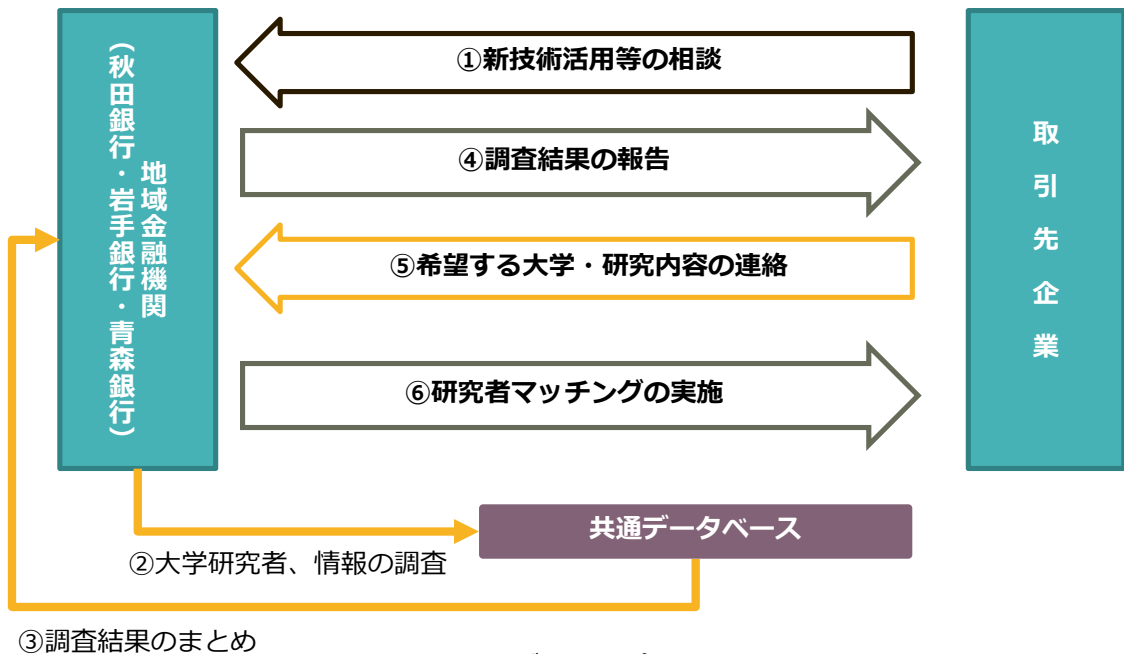 地域金融機関
（秋田銀行・岩手銀行・青森銀行）
取引先企業
①新技術活用等の相談
④調査結果の報告
⑤希望する大学・研究内容の連絡
⑥研究者マッチングの実施
共通データベース
②大学研究者、情報の調査
③調査結果のまとめ